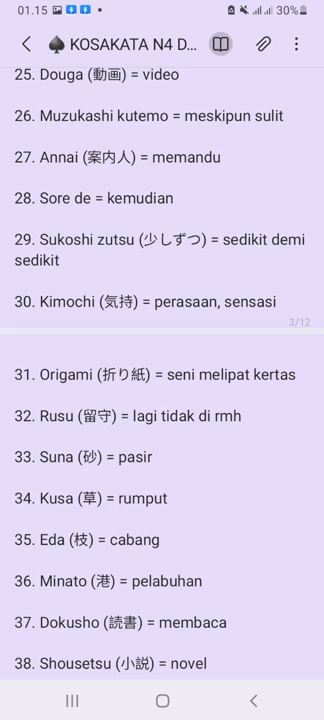 01.15
30%
KOSAKATA N4 D...
25. Douga (動画) = video
26. Muzukashi kutemo = meskipun sulit
27. Annai (案内人) = memandu
28. Sore de = kemudian
29. Sukoshi zutsu (少しずつ) = sedikit demi
sedikit
30. Kimochi (気持) = perasaan, sensasi
3/12
31. Origami (折り紙) = seni melipat kertas
32. Rusu (留守) = lagi tidak di rmh
33. Suna (砂) = pasir
34. Kusa (草) = rumput
35. Eda (枝) = cabang
36. Minato (港) = pelabuhan
37. Dokusho (読書) = membaca
38. Shousetsu (小説) = novel